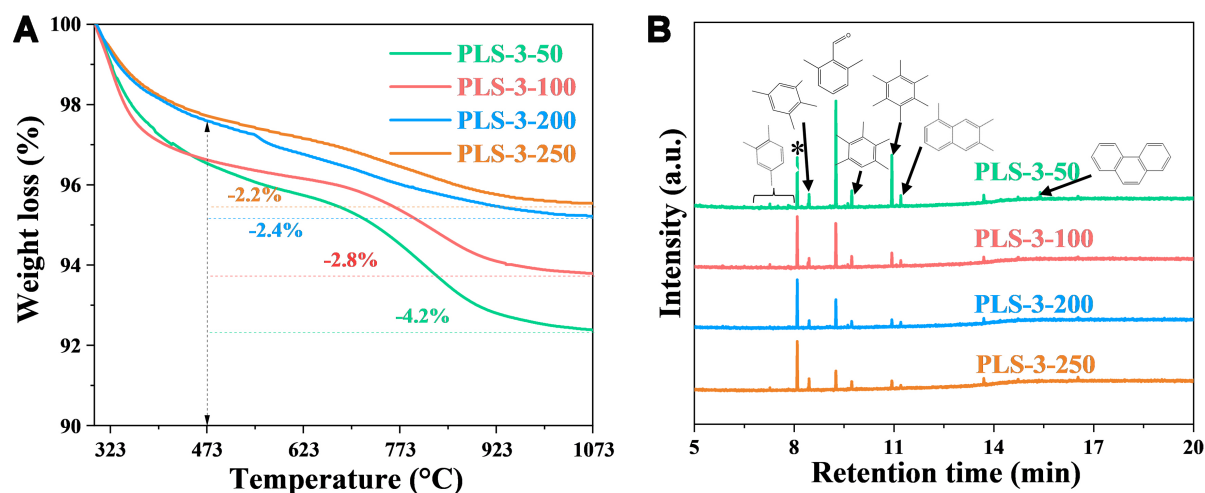 A
100
98
96
94
92
90
Weight loss (%)
PLS-3-50
PLS-3-100
PLS-3-200
PLS-3-250
-2.2%
-2.4%
-2.8%
-4.2%
323
473
623
773
923
1073
Temperature (°C)
B
Intensity (a.u.)
O
*
PLS-3-50
PLS-3-100
PLS-3-200
PLS-3-250
5
8
11
14
17
20
Retention time (min)